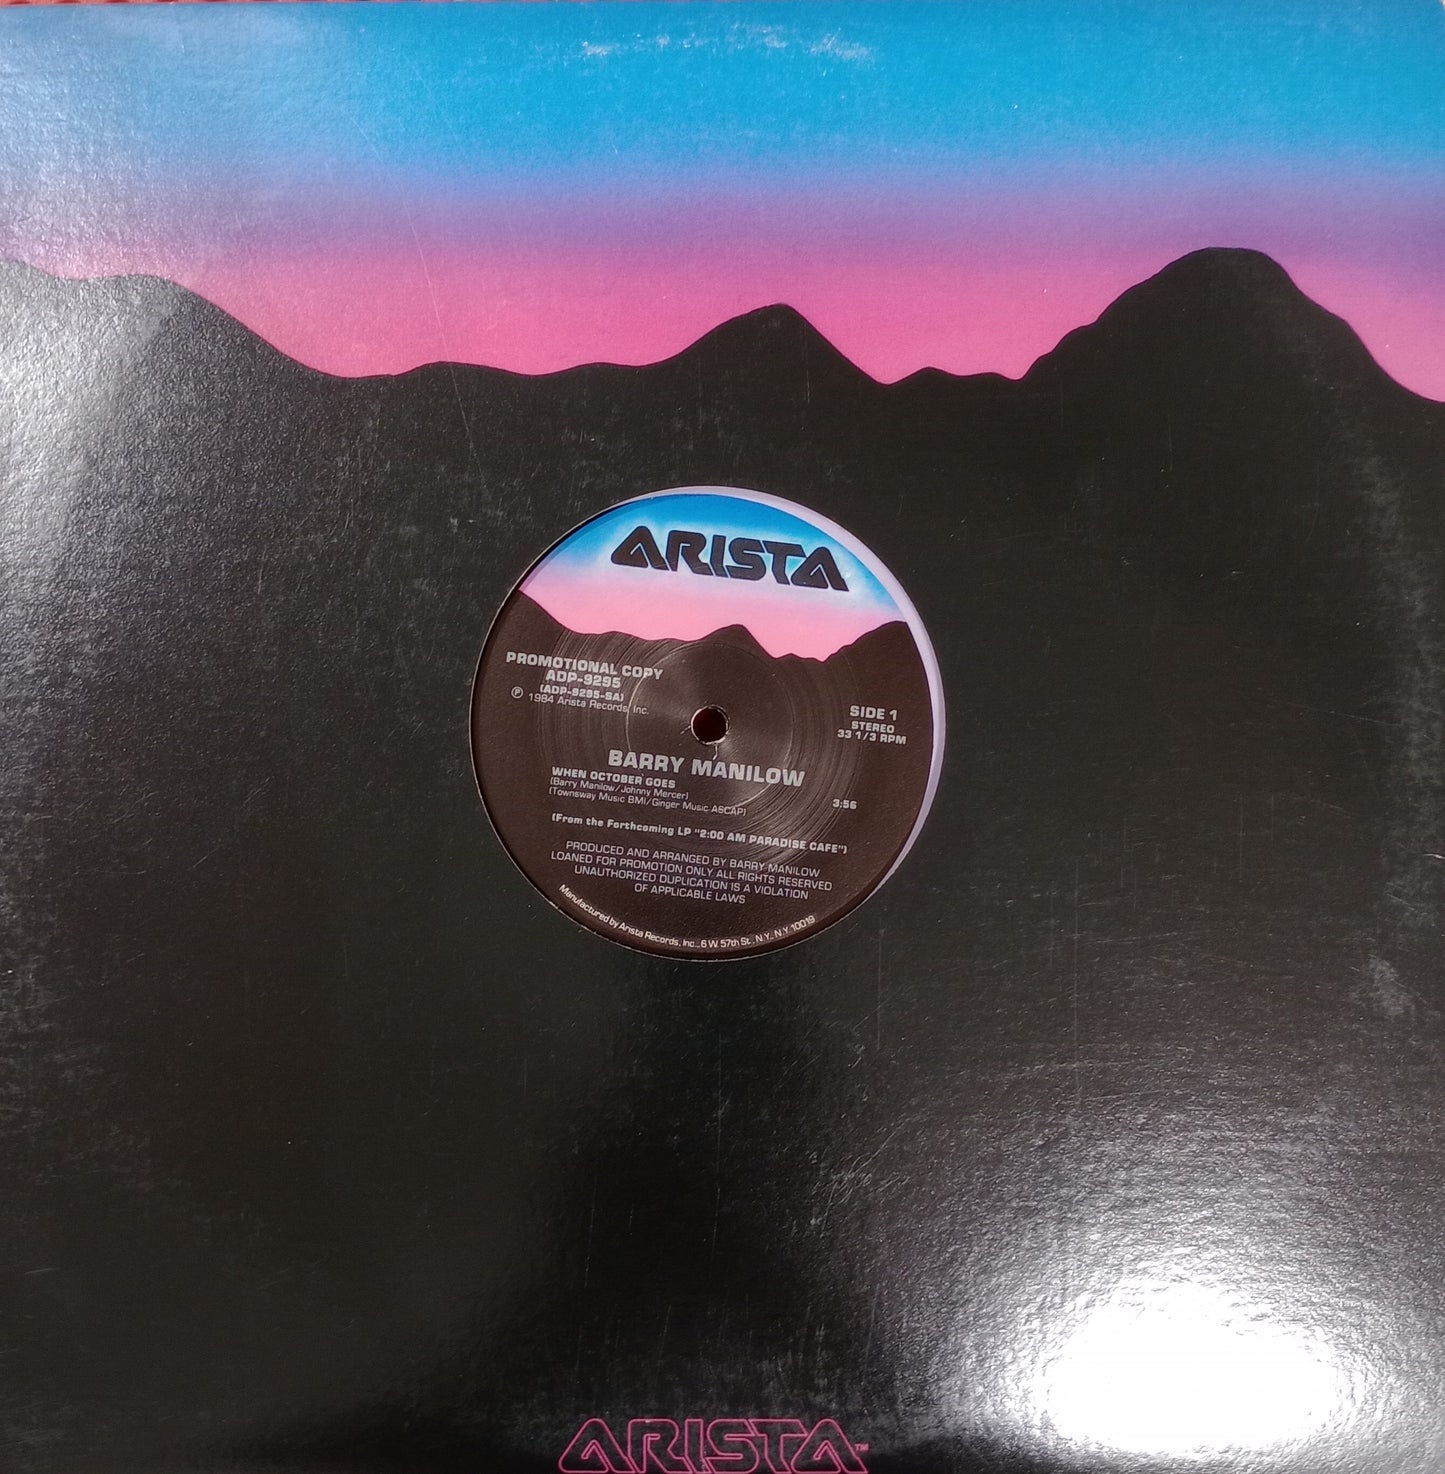 ARISTA
PROMOTIONAL COPY
ADP-9295
(ADP-9295-SA)
Ⓟ 1984 Arista Records, Inc.
SIDE 1
STEREO
33 1/3 RPM
BARRY MANILOW
WHEN OCTOBER GOES
(Barry Manilow/Johnny Mercer)
(Townsway Music BMI/Ginger Music ASCAP)
3:56
(From the Forthcoming LP "2:00 AM PARADISE CAFE")
PRODUCED AND ARRANGED BY BARRY MANILOW
LOANED FOR PROMOTION ONLY ALL RIGHTS RESERVED
UNAUTHORIZED DUPLICATION IS A VIOLATION
OF APPLICABLE LAWS
Manufactured by Arista Records, Inc., 6 W. 57th St., N.Y. N.Y. 10019
ARISTA™